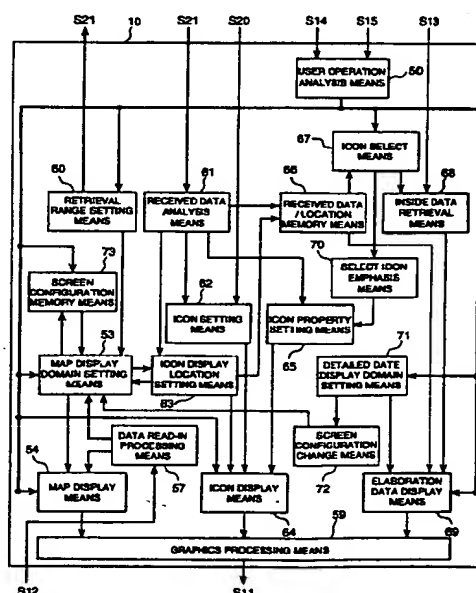 S21 10 S21 S20 S14 S15 S13
USER OPERATION
ANALYSIS MEANS
50
67
ICON SELECT
MEANS
60 61 66 68
RETRIEVAL
RANGE SETTING
MEANS
RECEIVED DATA
ANALYSIS MEANS
RECEIVED DATA
/ LOCATION
MEMORY MEANS
INSIDE DATA
RETRIEVAL MEANS
73
SCREEN
CONFIGURATION
MEMORY MEANS
62
ICON SETTING
MEANS
70
SELECT ICON
EMPHASIS MEANS
ICON PROPERTY
SETTING MEANS
65
53
MAP DISPLAY
DOMAIN SETTING
MEANS
ICON DISPLAY
LOCATION
SETTING MEANS
63
71
DETAILED DATE
DISPLAY DOMAIN
SETTING MEANS
54
DATA READ-IN
PROCESSING
MEANS
57
SCREEN
CONFIGURATION
CHANGE MEANS
72
MAP DISPLAY
MEANS
ICON DISPLAY
MEANS
64
ELABORATION
DATA DISPLAY
MEANS
69
59
GRAPHICS PROCESSING MEANS
S12 S11